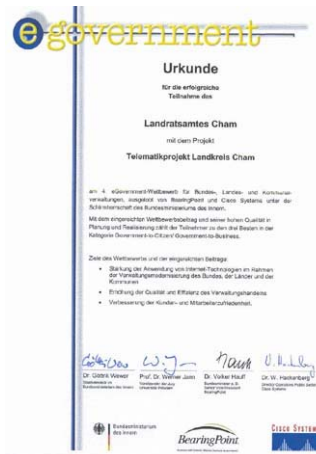 e-government
Urkunde
für die erfolgreiche
Teilnahme des
Landratsamtes Cham
mit dem Projekt
Telematikprojekt Landkreis Cham
am 4. eGovernment-Wettbewerb für Bundes-, Landes- und Kommunal-
verwaltungen, ausgelobt von BearingPoint und Cisco Systems unter der
Schirmherrschaft des Bundesministeriums des Innern.
Mit dem eingereichten Wettbewerbsbeitrag und seiner hohen Qualität in
Planung und Realisierung zählt der Teilnehmer zu den drei Besten in der
Kategorie Government-to-Citizen/ Government-to-Business.
Ziele des Wettbewerbs und der eingereichten Beiträge:
• Stärkung der Anwendung von Internet-Technologien im Rahmen
der Verwaltungsmodernisierung des Bundes, der Länder und der
Kommunen
• Erhöhung der Qualität und Effizienz des Verwaltungshandelns
• Verbesserung der Kunden- und Mitarbeiterzufriedenheit.
Dr. Göttrik Wewer Prof. Dr. Werner Jann Dr. Volker Hauff Dr. W.
Bundesministerium
des Innern
BearingPoint
CISCO SYSTEMS